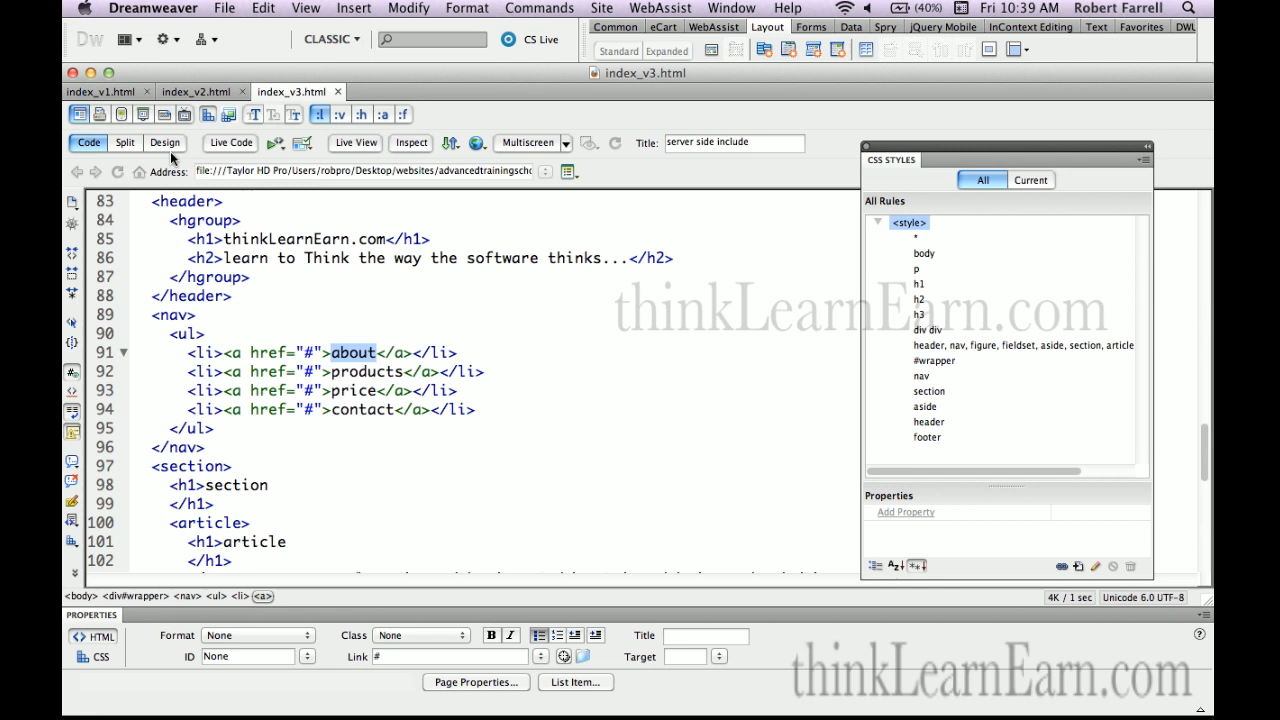 Dreamweaver File Edit View Insert Modify Format Commands Site WebAssist Window Help (40%) Fri 10:39 AM Robert Farrell
Dw CLASSIC CS Live
Common eCart WebAssist Layout Forms Data Spry jQuery Mobile InContext Editing Text Favorites DWL
Standard Expanded
index_v3.html
index_v1.html index_v2.html index_v3.html
:l :v :h :a :f
Code Split Design Live Code Live View Inspect Multiscreen Title: server side include
Address: file:///Taylor HD Pro/Users/robpro/Desktop/websites/advancedtrainingsch
83 <header>
84 <hgroup>
85 <h1>thinkLearnEarn.com</h1>
86 <h2>learn to Think the way the software thinks...</h2>
87 </hgroup>
88 </header>
89 <nav>
90 <ul>
91 <li><a href="#">about</a></li>
92 <li><a href="#">products</a></li>
93 <li><a href="#">price</a></li>
94 <li><a href="#">contact</a></li>
95 </ul>
96 </nav>
97 <section>
98 <h1>section
99 </h1>
100 <article>
101 <h1>article
102 </h1>
thinkLearnEarn.com
CSS STYLES
All Current
All Rules
<style>
*
body
p
h1
h2
h3
div div
header, nav, figure, fieldset, aside, section, article
#wrapper
nav
section
aside
header
footer
Properties
Add Property
<body> <div#wrapper> <nav> <ul> <li> <a> 4K / 1 sec Unicode 6.0 UTF-8
PROPERTIES
<> HTML Format None Class None B I Title
CSS ID None Link # Target
Page Properties... List Item...
thinkLearnEarn.com